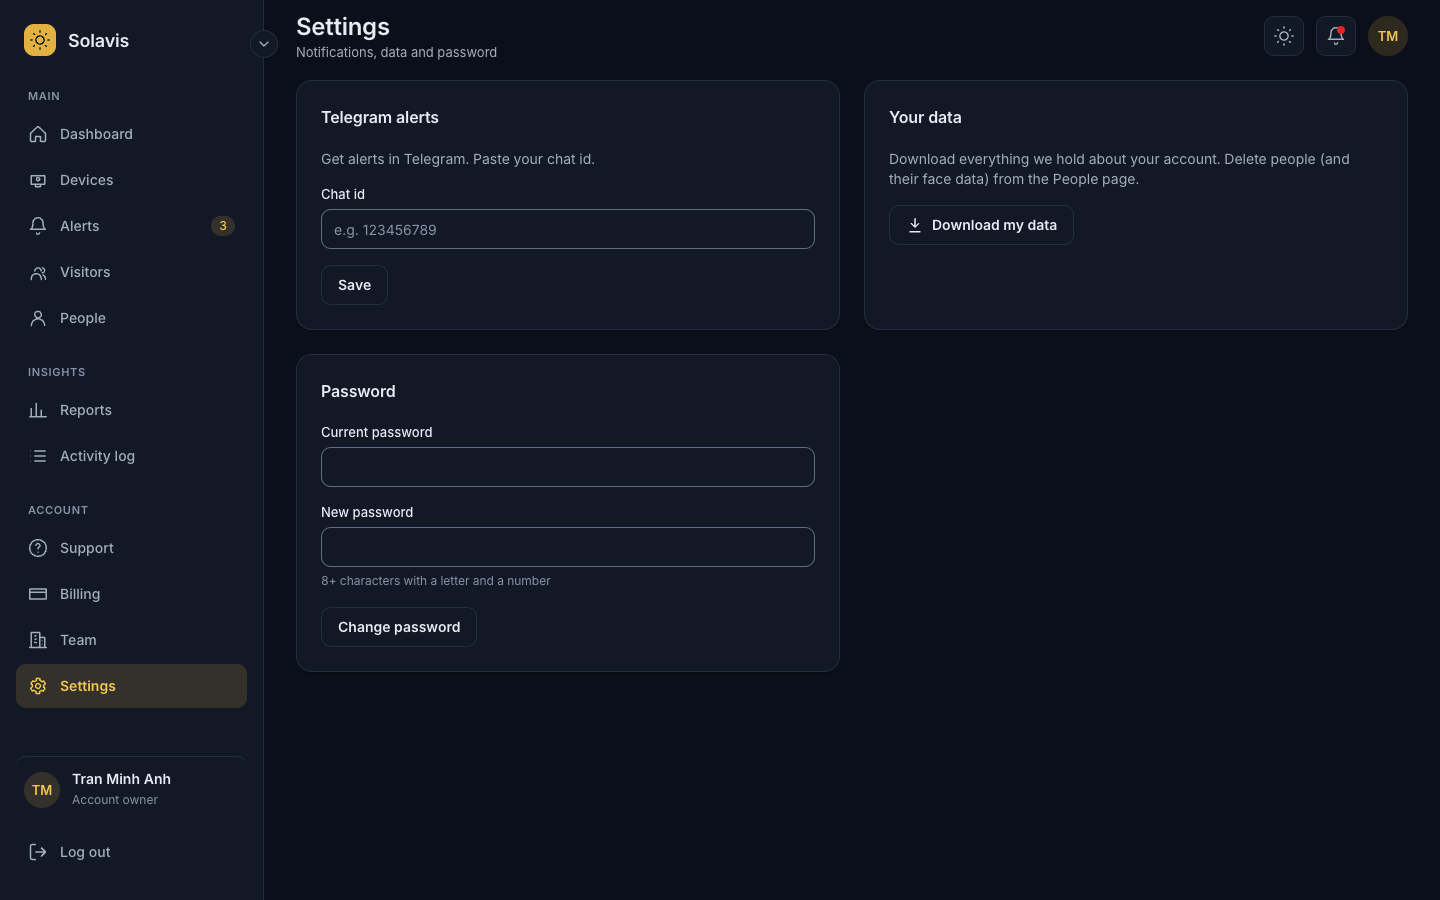 Solavis
MAIN
Dashboard
Devices
Alerts
3
Visitors
People
INSIGHTS
Reports
Activity log
ACCOUNT
Support
Billing
Team
Settings
TM
Tran Minh Anh
Account owner
Log out
Settings
Notifications, data and password
TM
Telegram alerts
Get alerts in Telegram. Paste your chat id.
Chat id
e.g. 123456789
Save
Your data
Download everything we hold about your account. Delete people (and
their face data) from the People page.
Download my data
Password
Current password
New password
8+ characters with a letter and a number
Change password